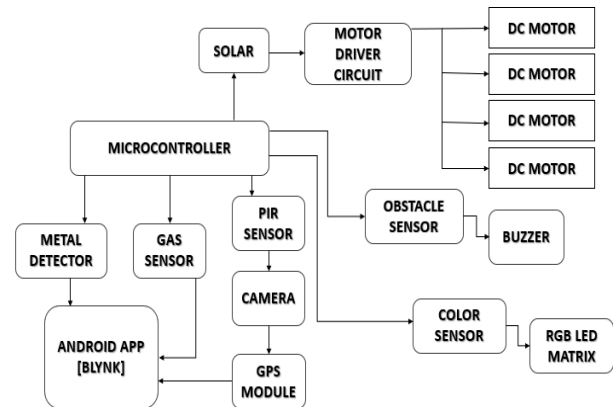 SOLAR
MOTOR
DRIVER
CIRCUIT
DC MOTOR
DC MOTOR
DC MOTOR
DC MOTOR
MICROCONTROLLER
METAL
DETECTOR
GAS
SENSOR
PIR
SENSOR
OBSTACLE
SENSOR
BUZZER
CAMERA
ANDROID APP
[BLYNK]
GPS
MODULE
COLOR
SENSOR
RGB LED
MATRIX